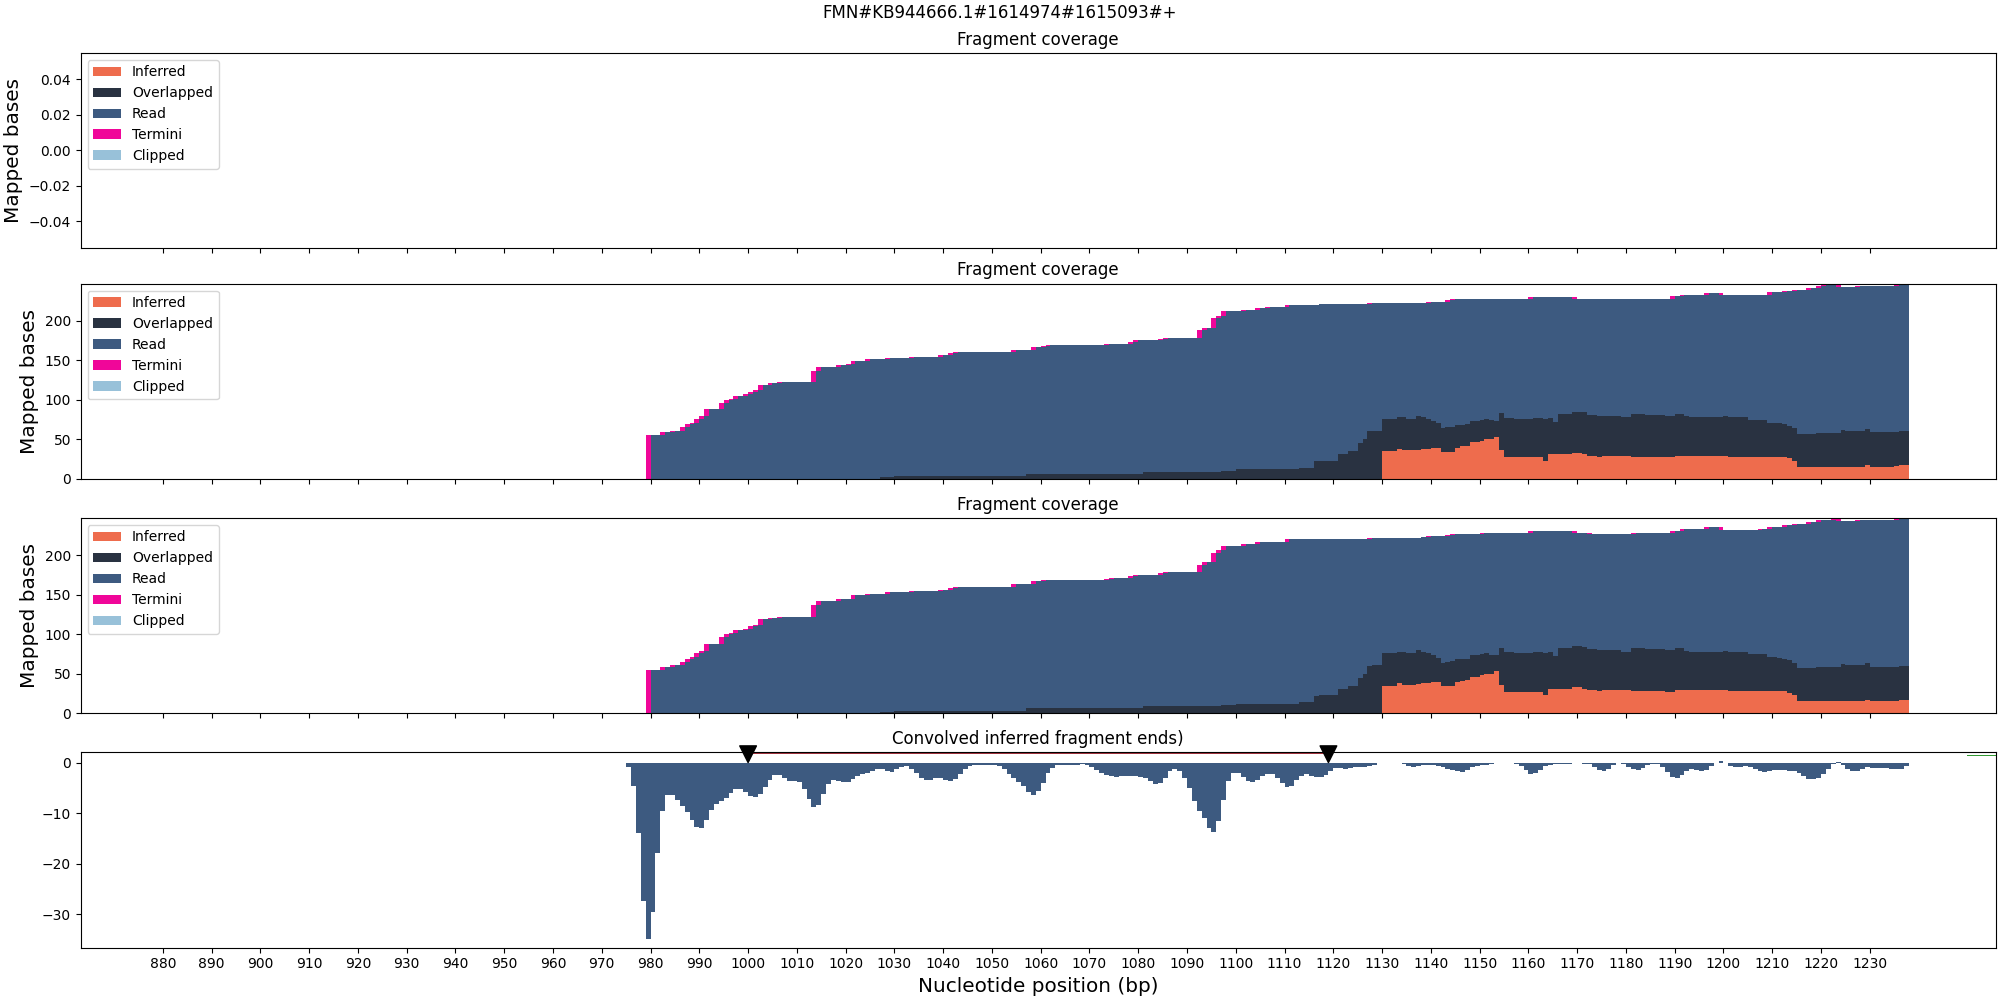 FMN#KB944666.1#1614974#1615093#+
Fragment coverage
Mapped bases
0.04
0.02
0.00
−0.02
−0.04
Inferred
Overlapped
Read
Termini
Clipped
Fragment coverage
Mapped bases
200
150
100
50
0
Inferred
Overlapped
Read
Termini
Clipped
Fragment coverage
Mapped bases
200
150
100
50
0
Inferred
Overlapped
Read
Termini
Clipped
Convolved inferred fragment ends)
0
−10
−20
−30
880 890 900 910 920 930 940 950 960 970 980 990 1000 1010 1020 1030 1040 1050 1060 1070 1080 1090 1100 1110 1120 1130 1140 1150 1160 1170 1180 1190 1200 1210 1220 1230
Nucleotide position (bp)